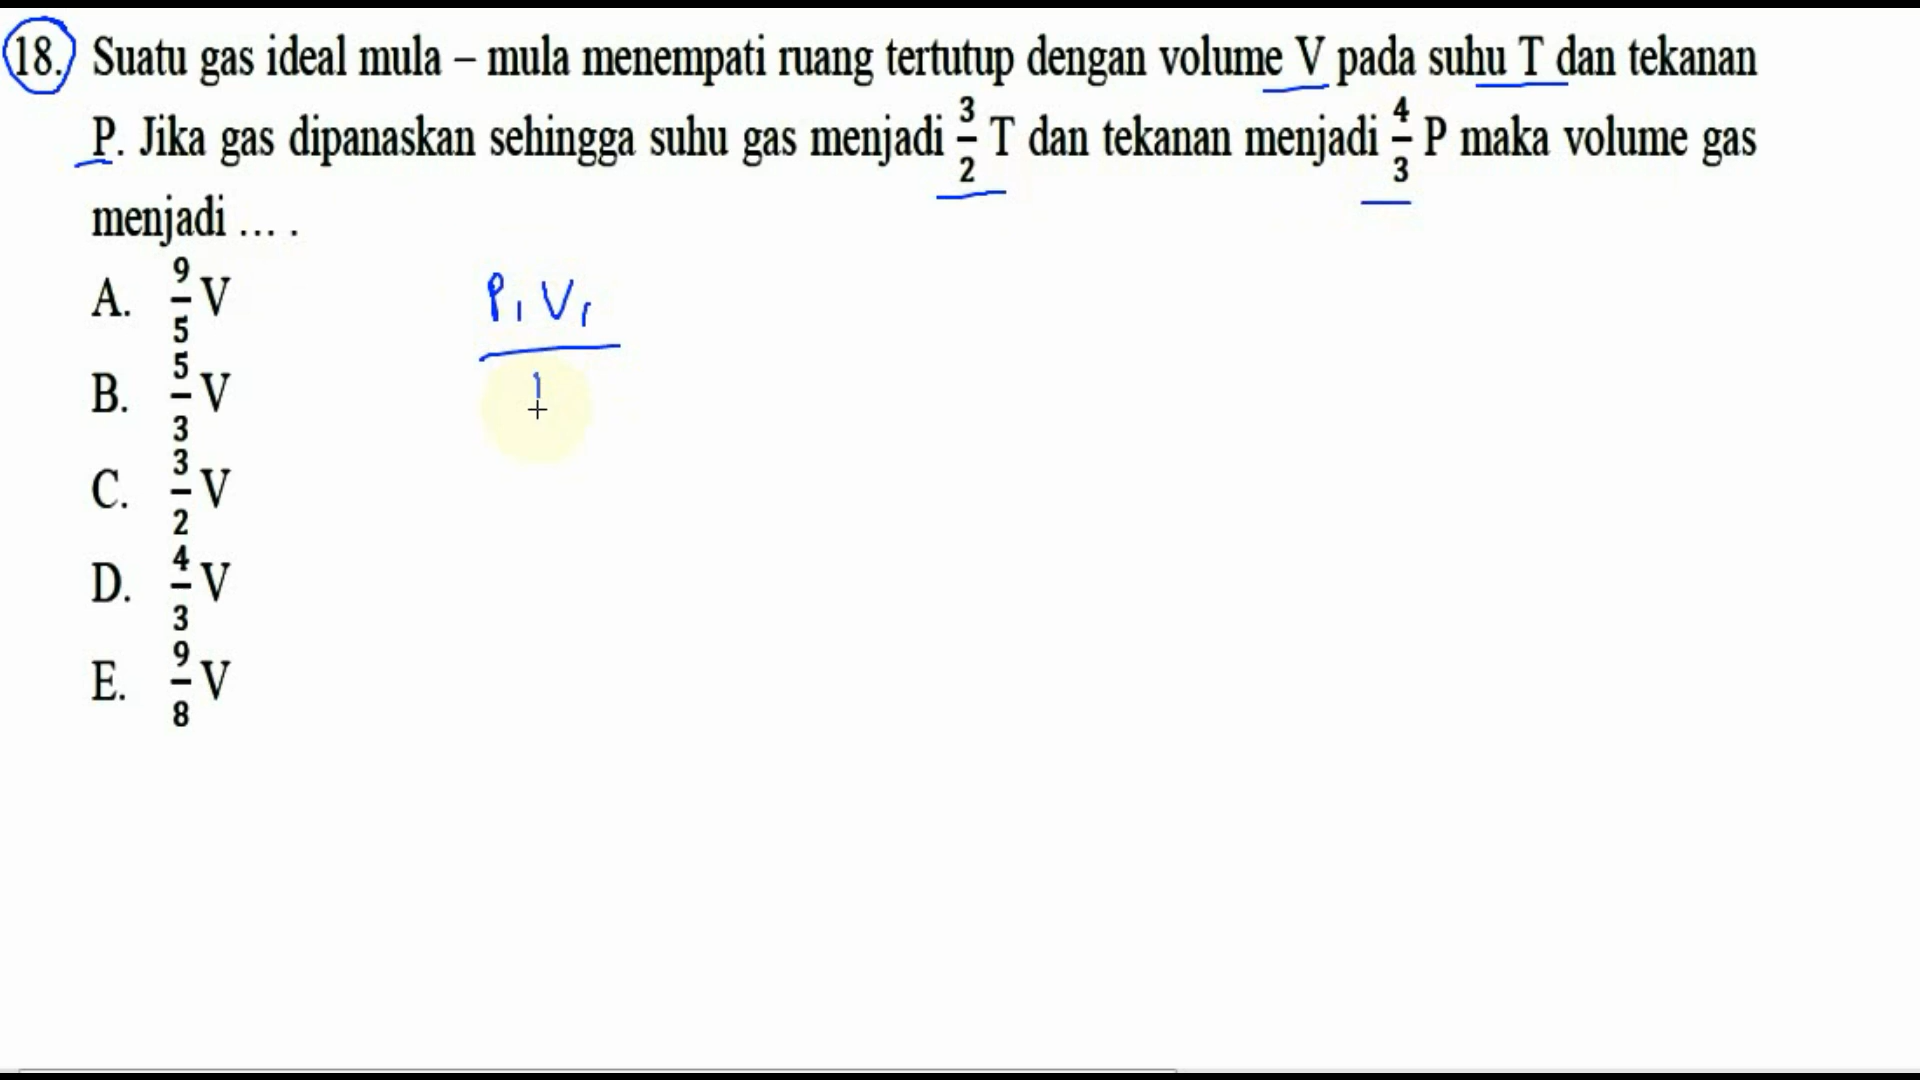 18. Suatu gas ideal mula – mula menempati ruang tertutup dengan volume V pada suhu T dan tekanan
P. Jika gas dipanaskan sehingga suhu gas menjadi 3/2 T dan tekanan menjadi 4/3 P maka volume gas
menjadi ... .
A. 9/5 V
B. 5/3 V
C. 3/2 V
D. 4/3 V
E. 9/8 V
P₁ V₁